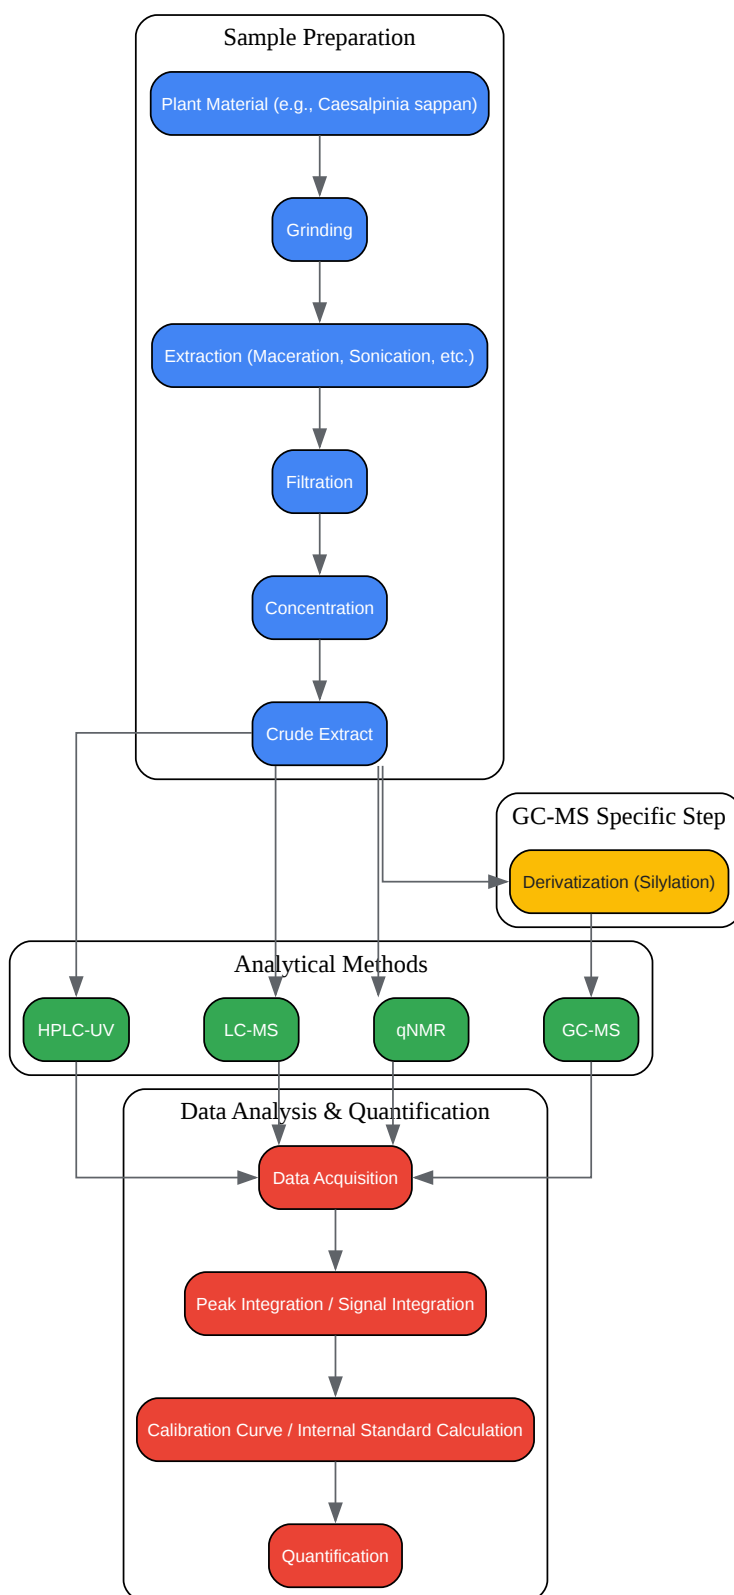 Sample Preparation
Plant Material (e.g., Caesalpinia sappan)
Grinding
Extraction (Maceration, Sonication, etc.)
Filtration
Concentration
Crude Extract
GC-MS Specific Step
Derivatization (Silylation)
Analytical Methods
HPLC-UV
LC-MS
qNMR
GC-MS
Data Analysis & Quantification
Data Acquisition
Peak Integration / Signal Integration
Calibration Curve / Internal Standard Calculation
Quantification